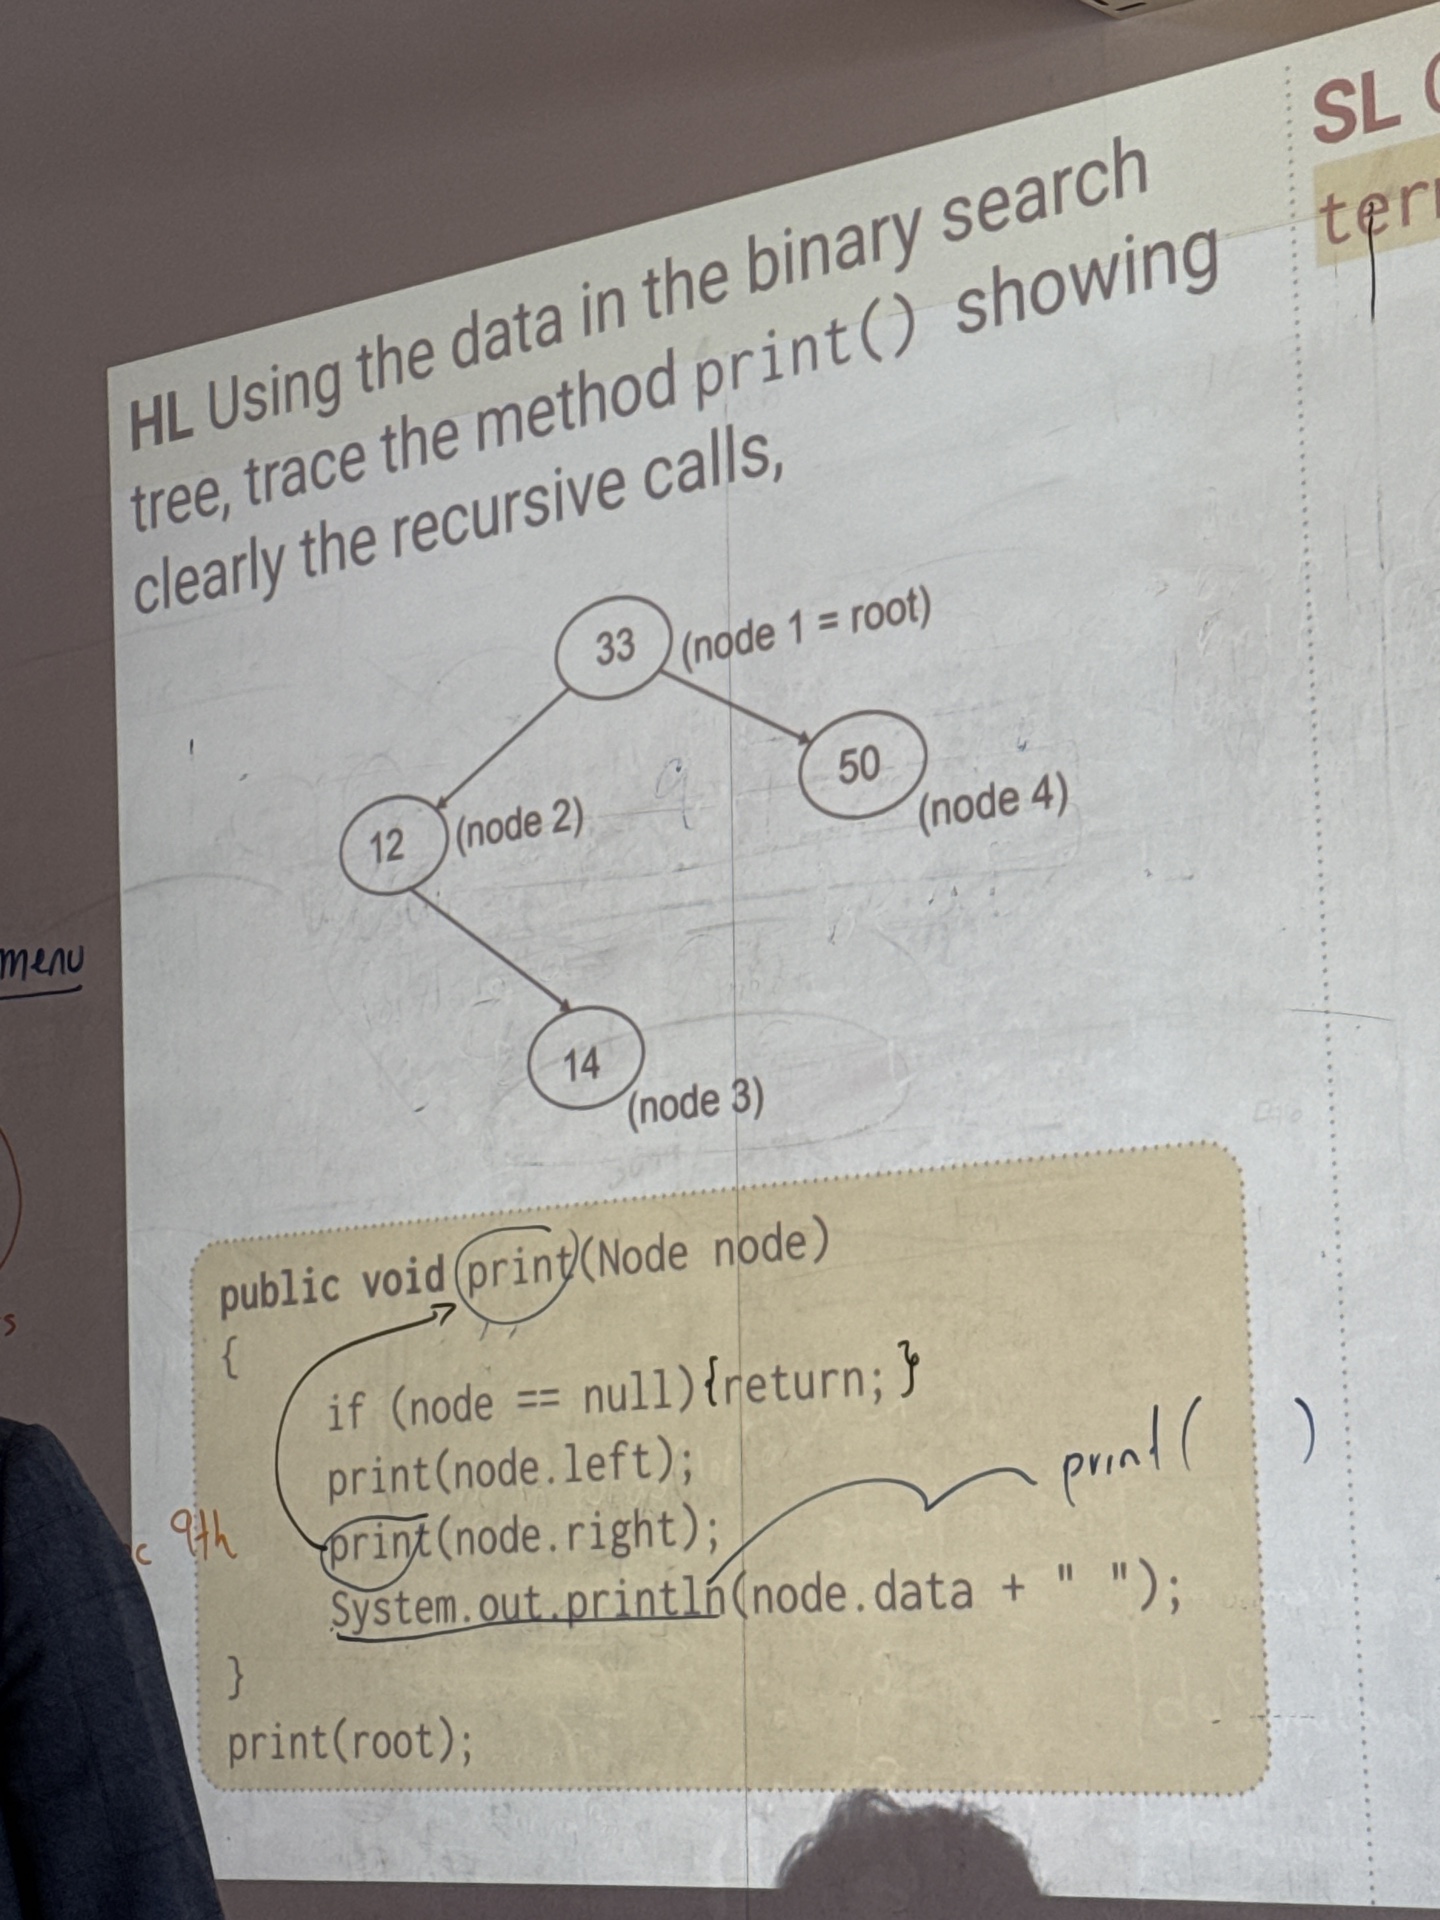 HL Using the data in the binary search
tree, trace the method print() showing
clearly the recursive calls,
33
(node 1 = root)
50
(node 4)
12
(node 2)
14
(node 3)
public void print(Node node)
{
if (node == null){return;}
print(node.left);
print(node.right);
System.out.println(node.data + " ");
}
print(root);
print( )
menu
9th
SL